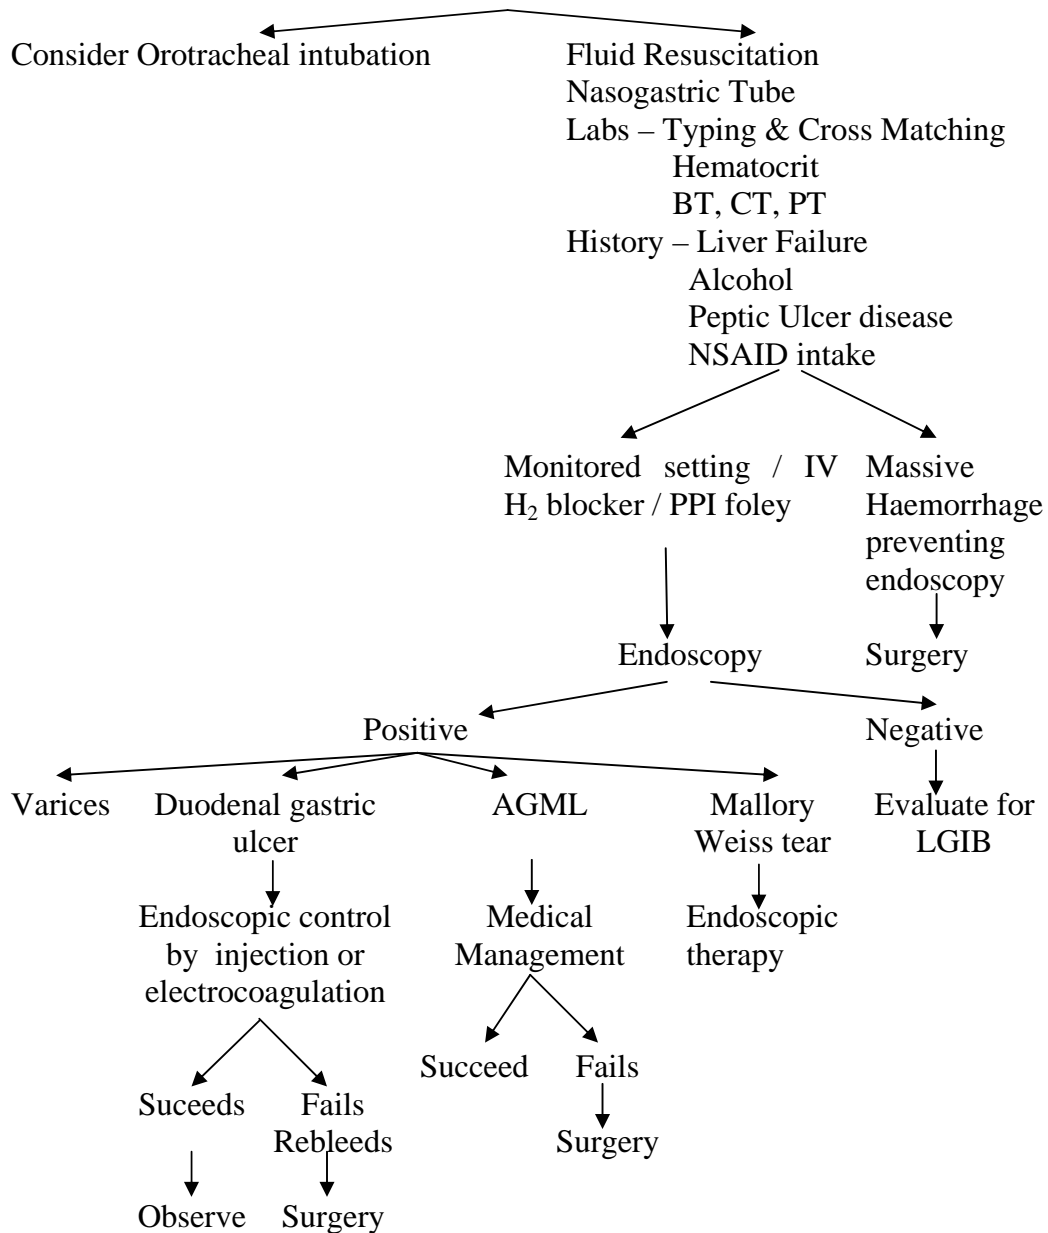 Consider Orotracheal intubation
Fluid Resuscitation
Nasogastric Tube
Labs – Typing & Cross Matching
Hematocrit
BT, CT, PT
History – Liver Failure
Alcohol
Peptic Ulcer disease
NSAID intake
Monitored setting / IV
H₂ blocker / PPI foley
Massive
Haemorrhage
preventing
endoscopy
Endoscopy
Surgery
Positive
Negative
Varices
Duodenal gastric
ulcer
AGML
Mallory
Weiss tear
Evaluate for
LGIB
Endoscopic control
by injection or
electrocoagulation
Medical
Management
Endoscopic
therapy
Succeed
Fails
Suceeds
Fails
Rebleeds
Surgery
Observe
Surgery